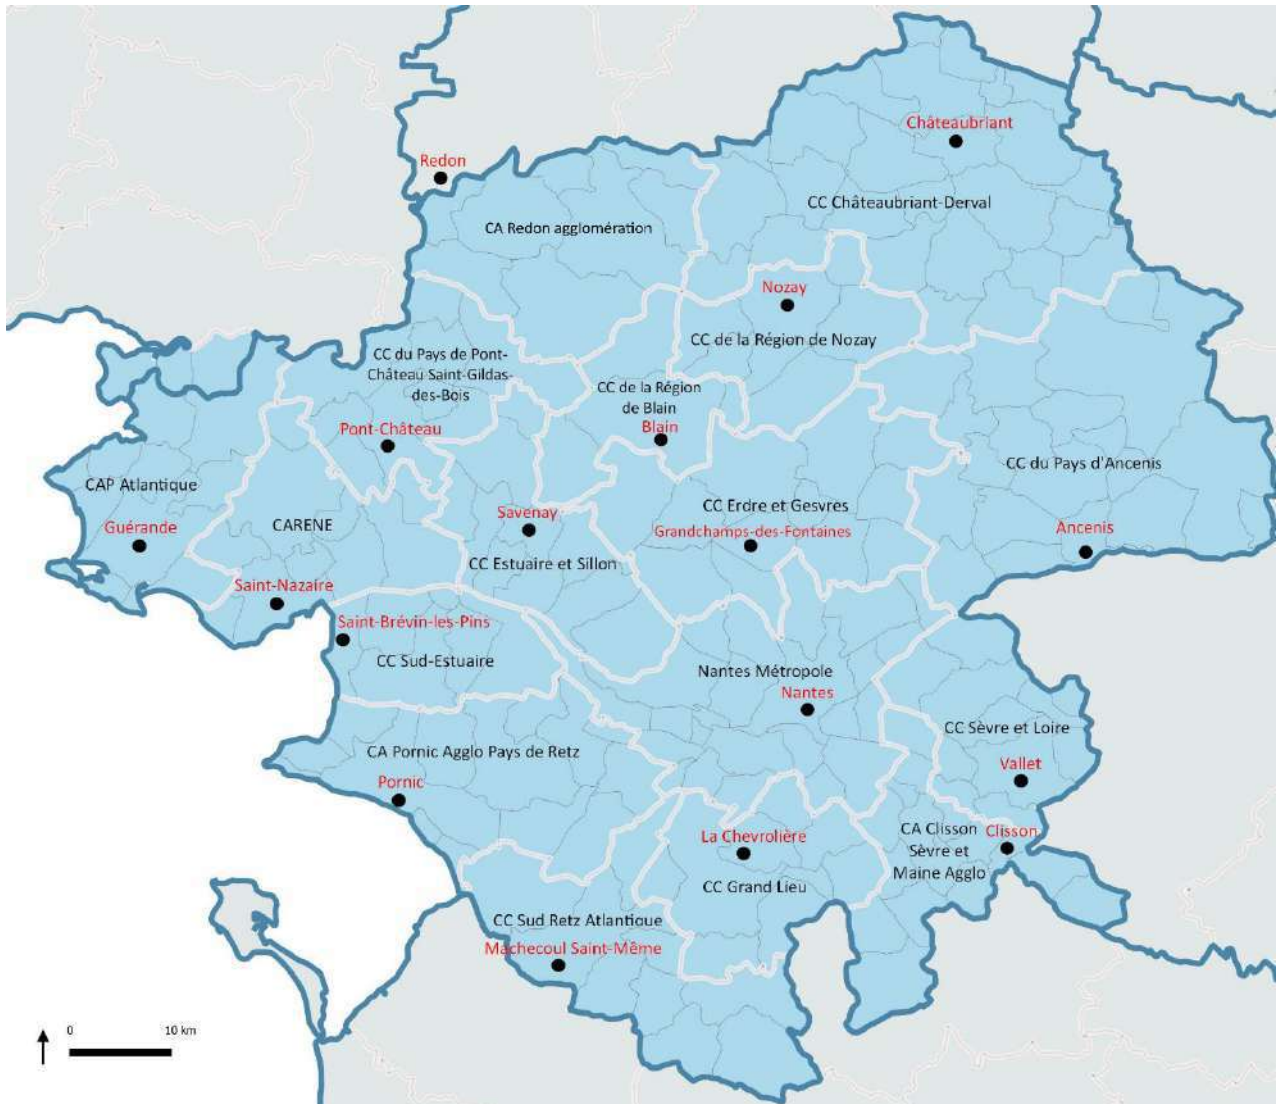 Châteaubriant
Redon
CC Châteaubriant-Derval
CA Redon agglomération
Nozay
CC de la Région de Nozay
CC du Pays de Pont-
Château Saint-Gildas-
des-Bois
CC de la Région
de Blain
Blain
Pont-Château
CC du Pays d'Ancenis
CAP Atlantique
CC Erdre et Gesvres
Savenay
Guérande
CARENE
Grandchamps-des-Fontaines
Ancenis
CC Estuaire et Sillon
Saint-Nazaire
Saint-Brévin-les-Pins
CC Sud-Estuaire
Nantes Métropole
Nantes
CC Sèvre et Loire
CA Pornic Agglo Pays de Retz
Vallet
Pornic
La Chevrolière
CA Clisson
Sèvre et
Maine Agglo
Clisson
CC Grand Lieu
CC Sud Retz Atlantique
Machecoul Saint-Même
0 10 km